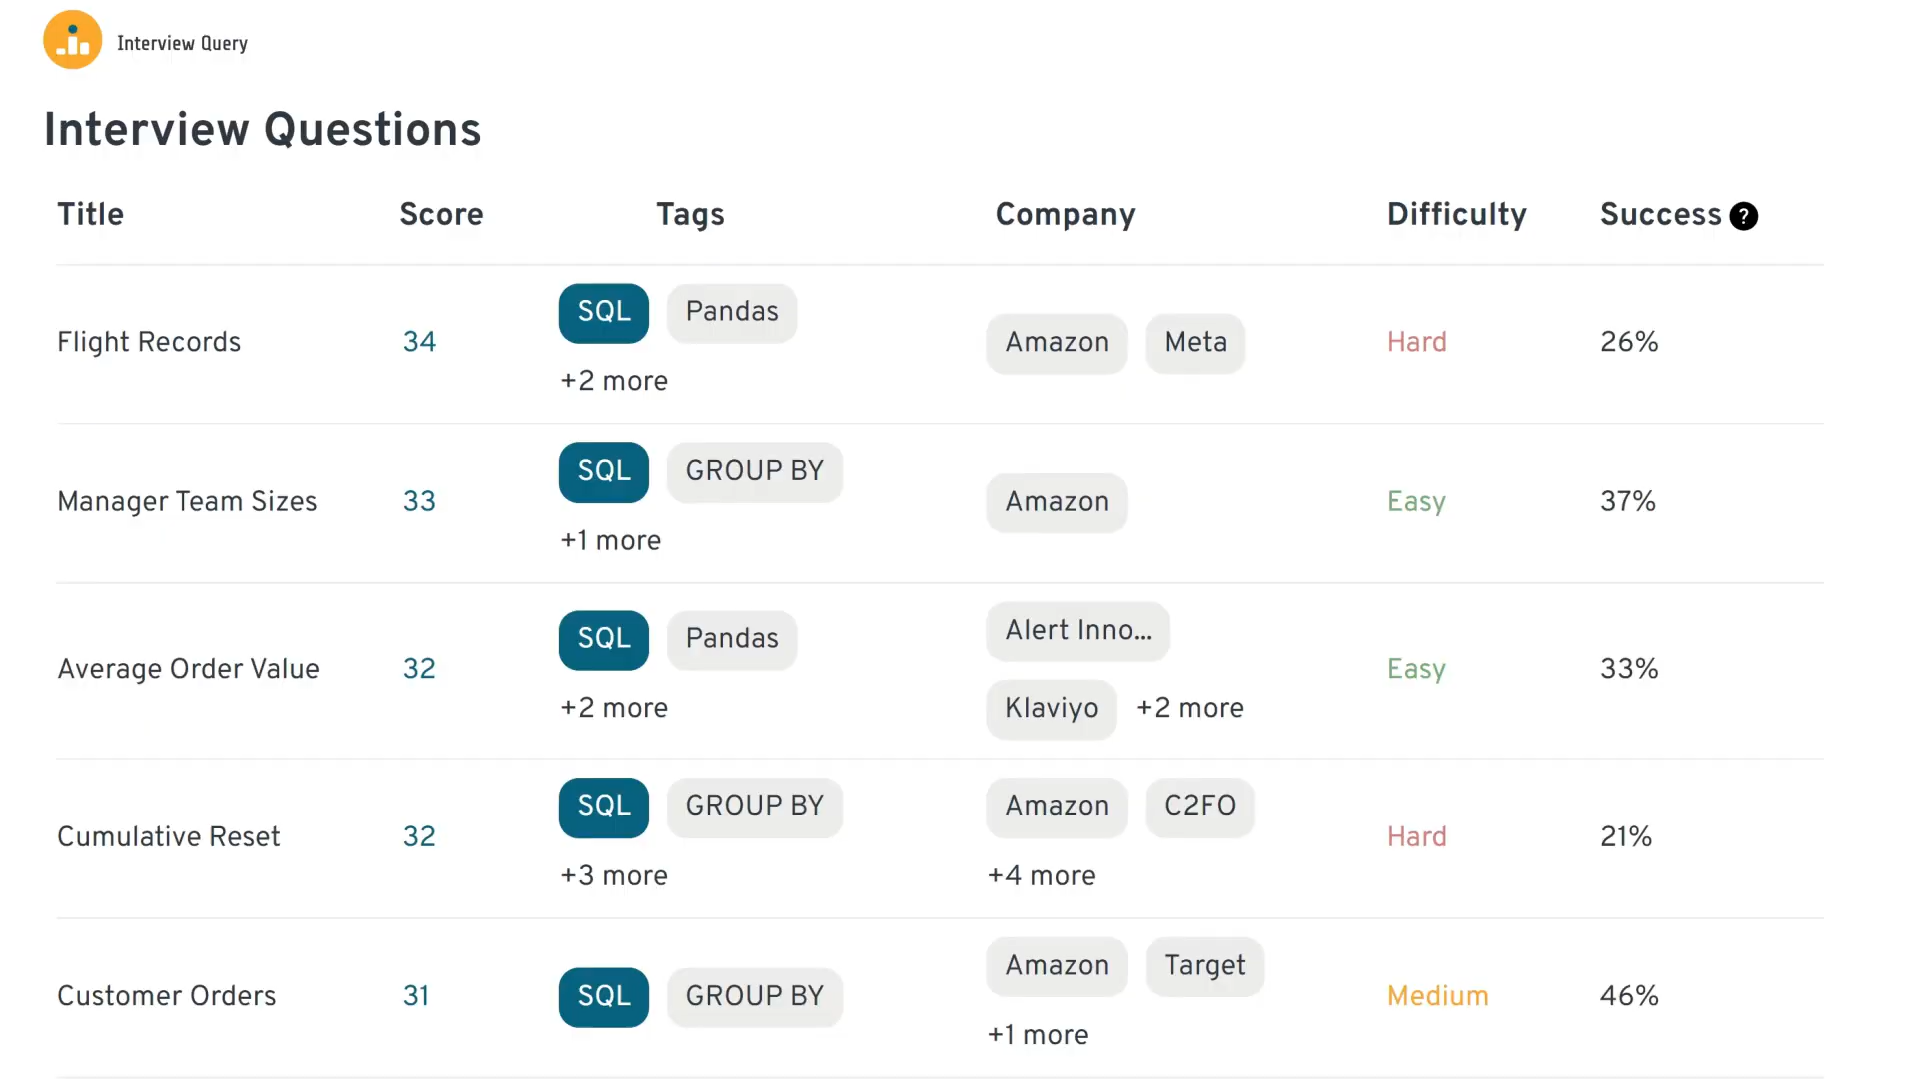 Interview Query
Interview Questions
Title Score Tags Company Difficulty Success ?
Flight Records 34 SQL Pandas +2 more Amazon Meta Hard 26%
Manager Team Sizes 33 SQL GROUP BY +1 more Amazon Easy 37%
Average Order Value 32 SQL Pandas +2 more Alert Inno... Klaviyo +2 more Easy 33%
Cumulative Reset 32 SQL GROUP BY +3 more Amazon C2FO +4 more Hard 21%
Customer Orders 31 SQL GROUP BY Amazon Target +1 more Medium 46%